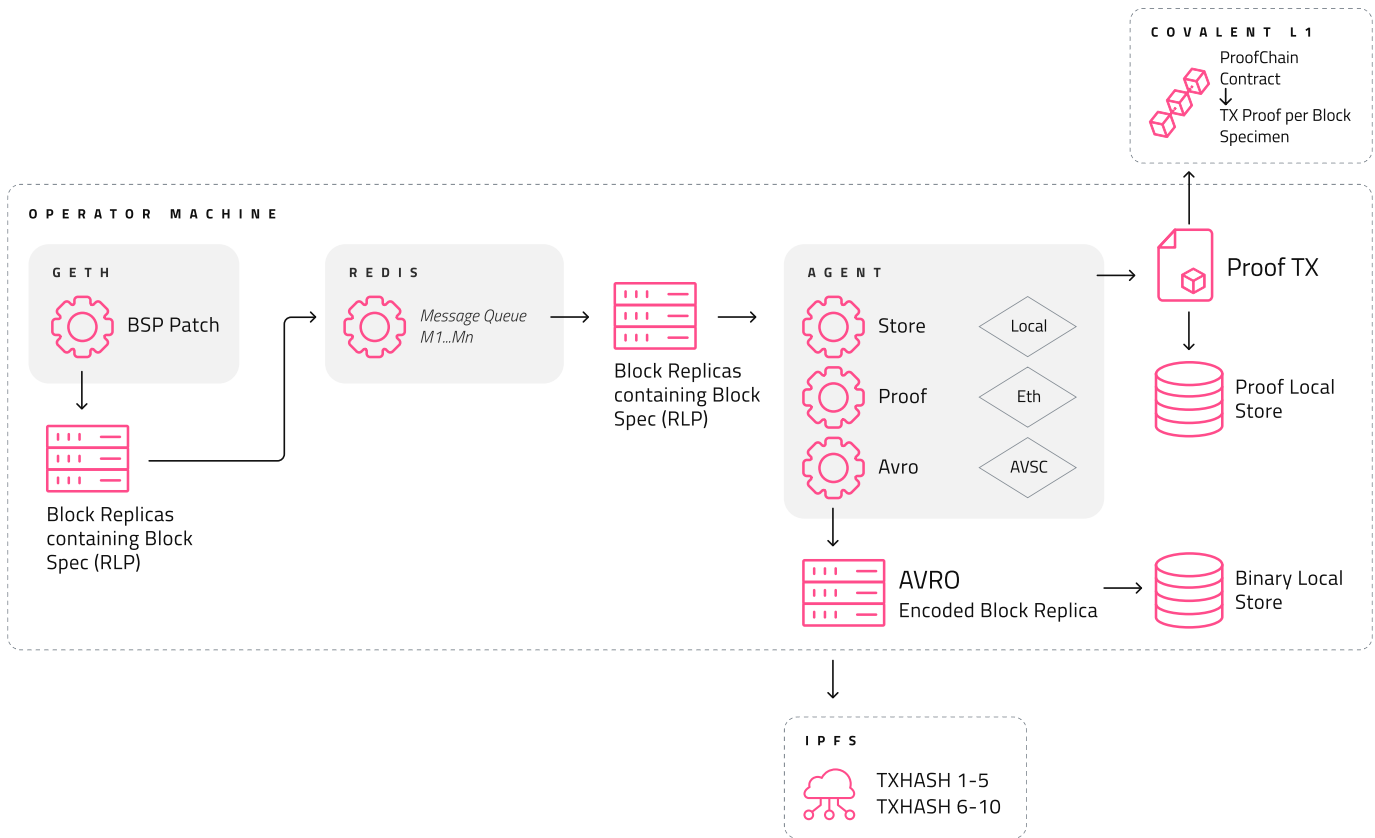 COVALENT L1
ProofChain
Contract
TX Proof per Block
Specimen
OPERATOR MACHINE
GETH
BSP Patch
Block Replicas
containing Block
Spec (RLP)
REDIS
Message Queue
M1...Mn
Block Replicas
containing Block
Spec (RLP)
AGENT
Store
Local
Proof
Eth
Avro
AVSC
Proof TX
Proof Local
Store
AVRO
Encoded Block Replica
Binary Local
Store
IPFS
TXHASH 1-5
TXHASH 6-10